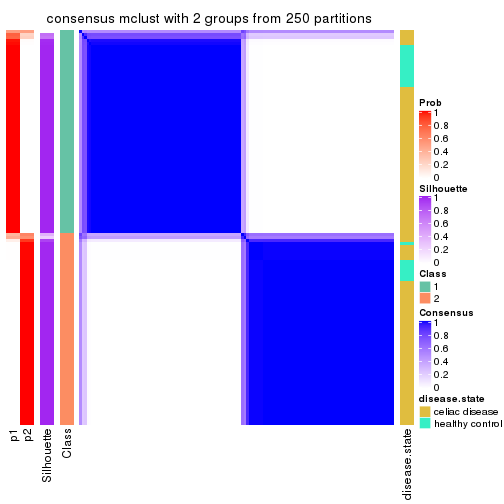 consensus mclust with 2 groups from 250 partitions
p1
p2
Silhouette
Class
disease.state
Prob
1
0.8
0.6
0.4
0.2
0
Silhouette
1
0.8
0.6
0.4
0.2
0
Class
1
2
Consensus
1
0.8
0.6
0.4
0.2
0
disease.state
celiac disease
healthy control